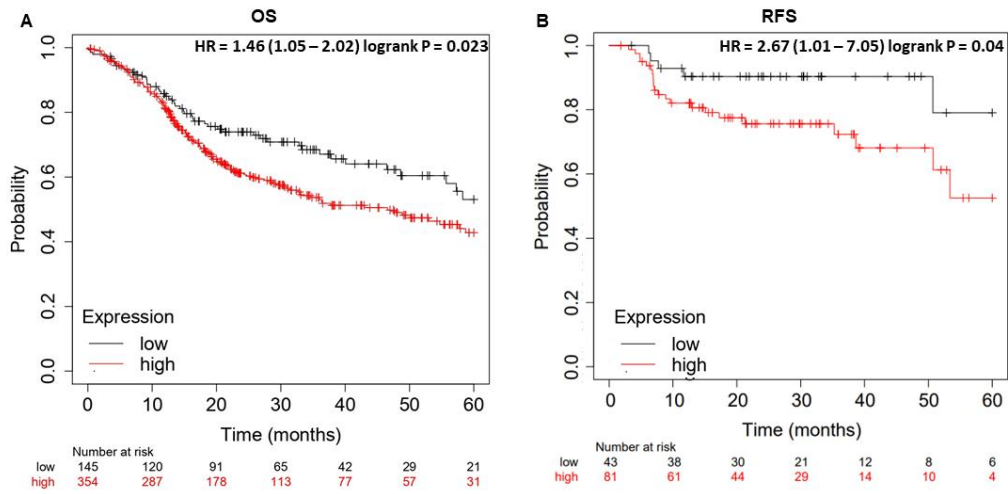 A
OS
HR = 1.46 (1.05 – 2.02) logrank P = 0.023
Probability
1.0
0.8
0.6
0.4
0.2
0.0
Expression
low
high
0 10 20 30 40 50 60
Time (months)
Number at risk
low 145 120 91 65 42 29 21
high 354 287 178 113 77 57 31
B
RFS
HR = 2.67 (1.01 – 7.05) logrank P = 0.04
Probability
1.0
0.8
0.6
0.4
0.2
0.0
Expression
low
high
0 10 20 30 40 50 60
Time (months)
Number at risk
low 43 38 30 21 12 8 6
high 81 61 44 29 14 10 4